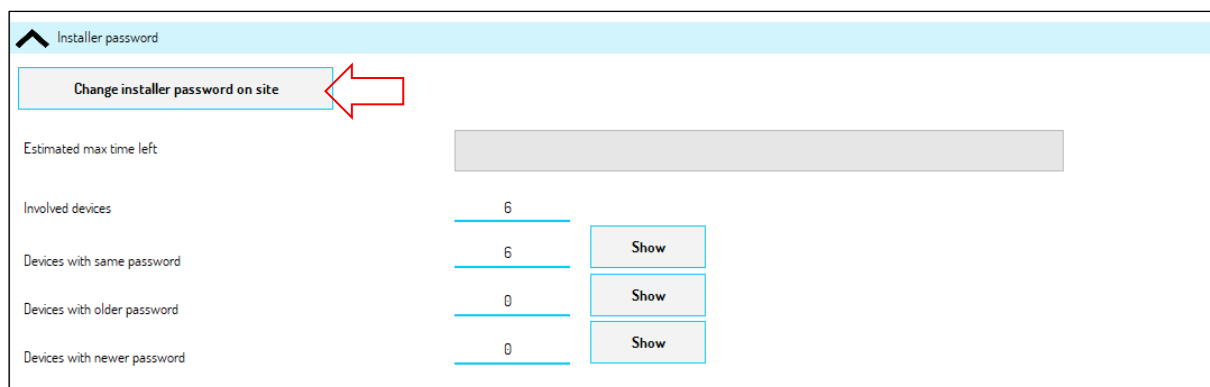 Installer password
Change installer password on site
Estimated max time left
Involved devices 6
Devices with same password 6 Show
Devices with older password 0 Show
Devices with newer password 0 Show